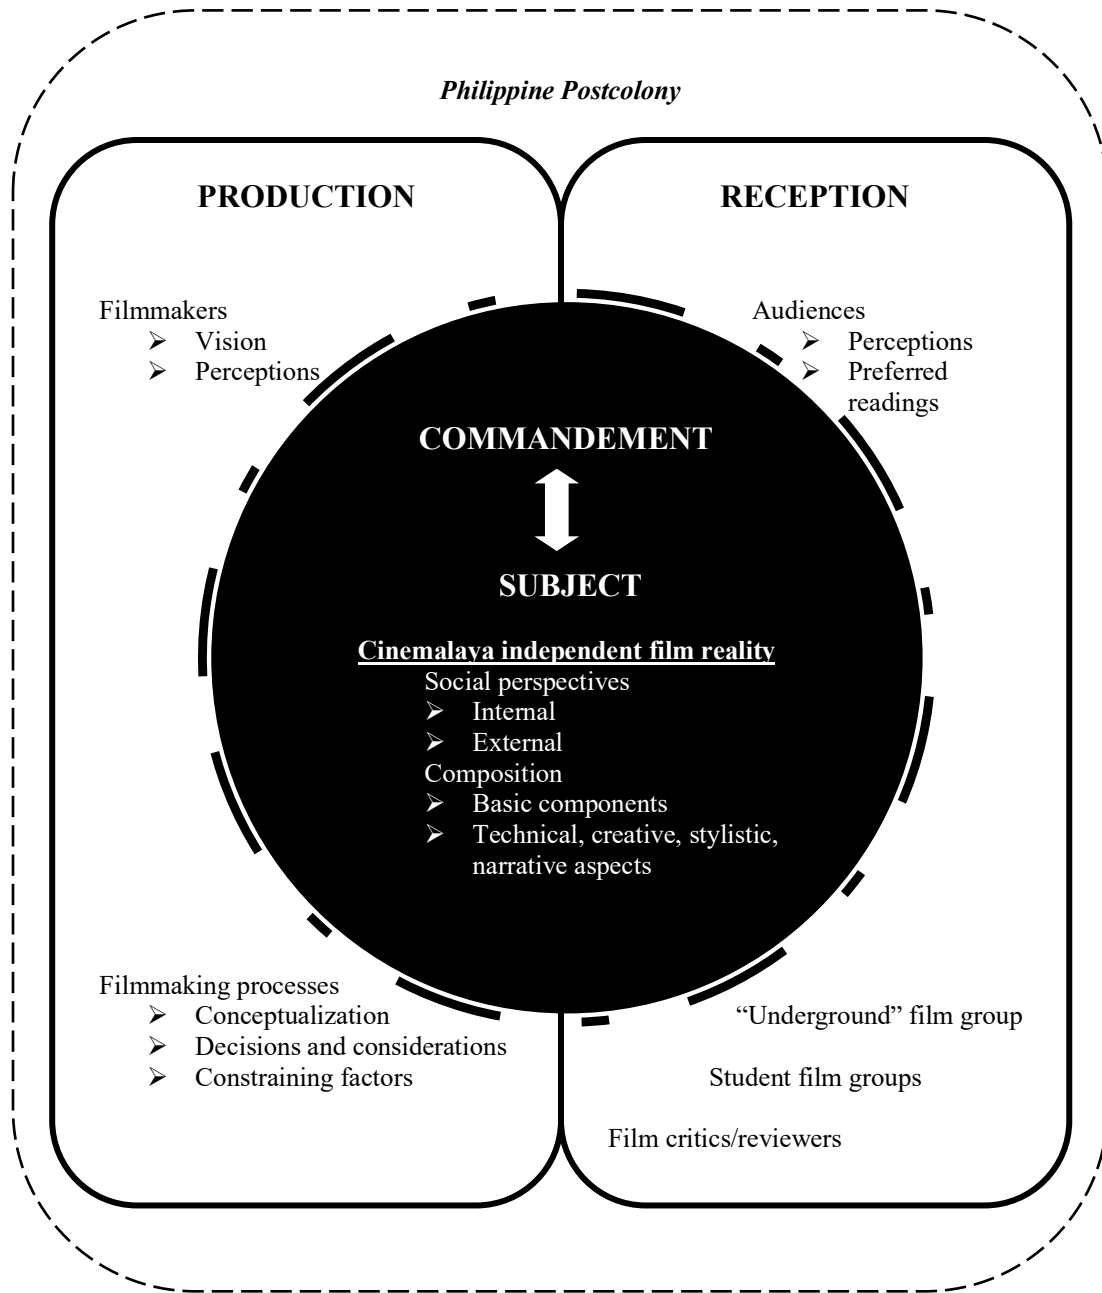 Philippine Postcolony
PRODUCTION
Filmmakers
➢ Vision
➢ Perceptions
Filmmaking processes
➢ Conceptualization
➢ Decisions and considerations
➢ Constraining factors
COMMANDEMENT
SUBJECT
Cinemalaya independent film reality
Social perspectives
➢ Internal
➢ External
Composition
➢ Basic components
➢ Technical, creative, stylistic,
narrative aspects
RECEPTION
Audiences
➢ Perceptions
➢ Preferred
readings
“Underground” film group
Student film groups
Film critics/reviewers